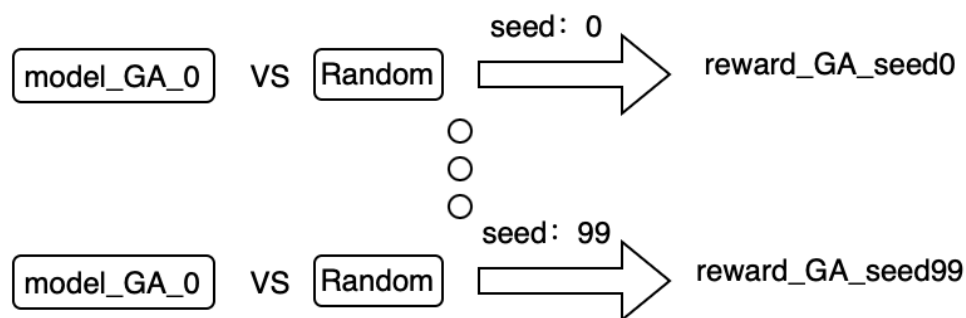 seed: 0
model_GA_0 VS Random reward_GA_seed0
seed: 99
model_GA_0 VS Random reward_GA_seed99